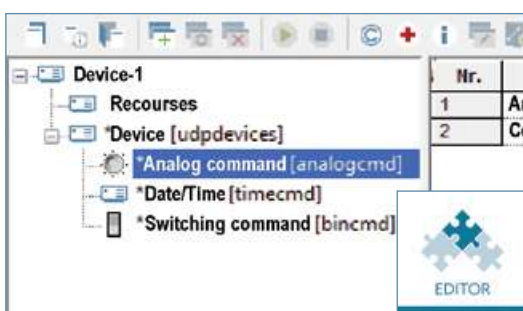 Device-1
Recourses
*Device [udpdevices]
*Analog command [analogcmd]
*Date/Time [timecmd]
*Switching command [bincmd]
Nr.
1
2
EDITOR